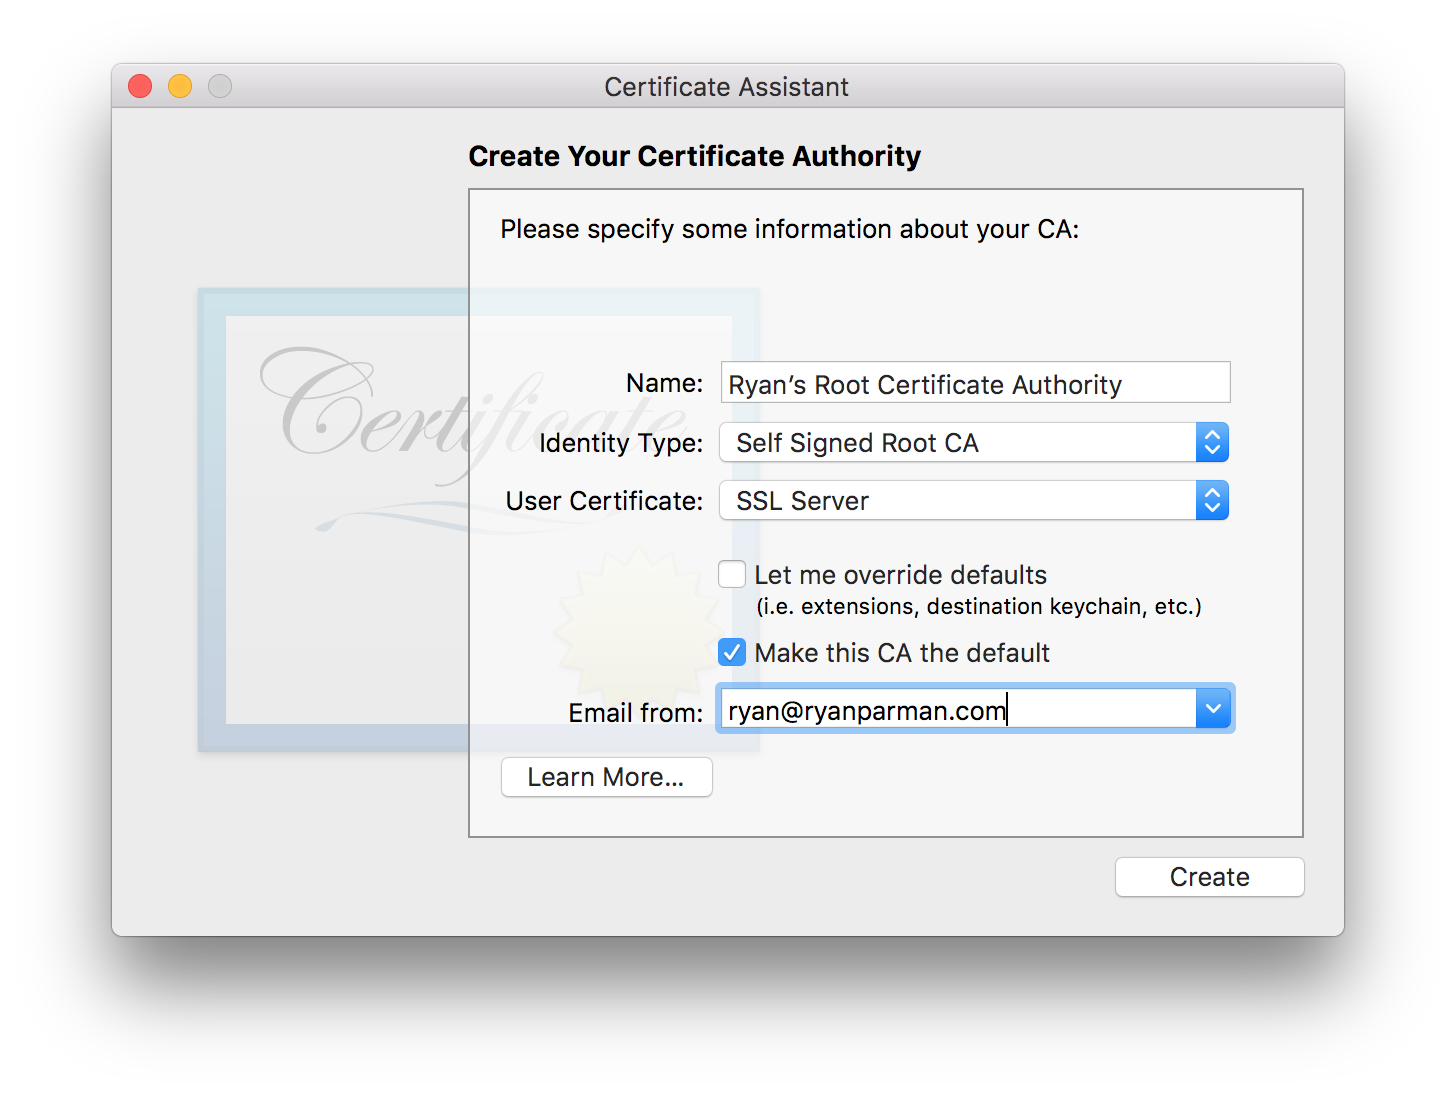 Certificate Assistant
Create Your Certificate Authority
Please specify some information about your CA:
Certificate
Name: Ryan’s Root Certificate Authority
Identity Type: Self Signed Root CA
User Certificate: SSL Server
Let me override defaults
(i.e. extensions, destination keychain, etc.)
Make this CA the default
Email from: ryan@ryanparman.com
Learn More...
Create